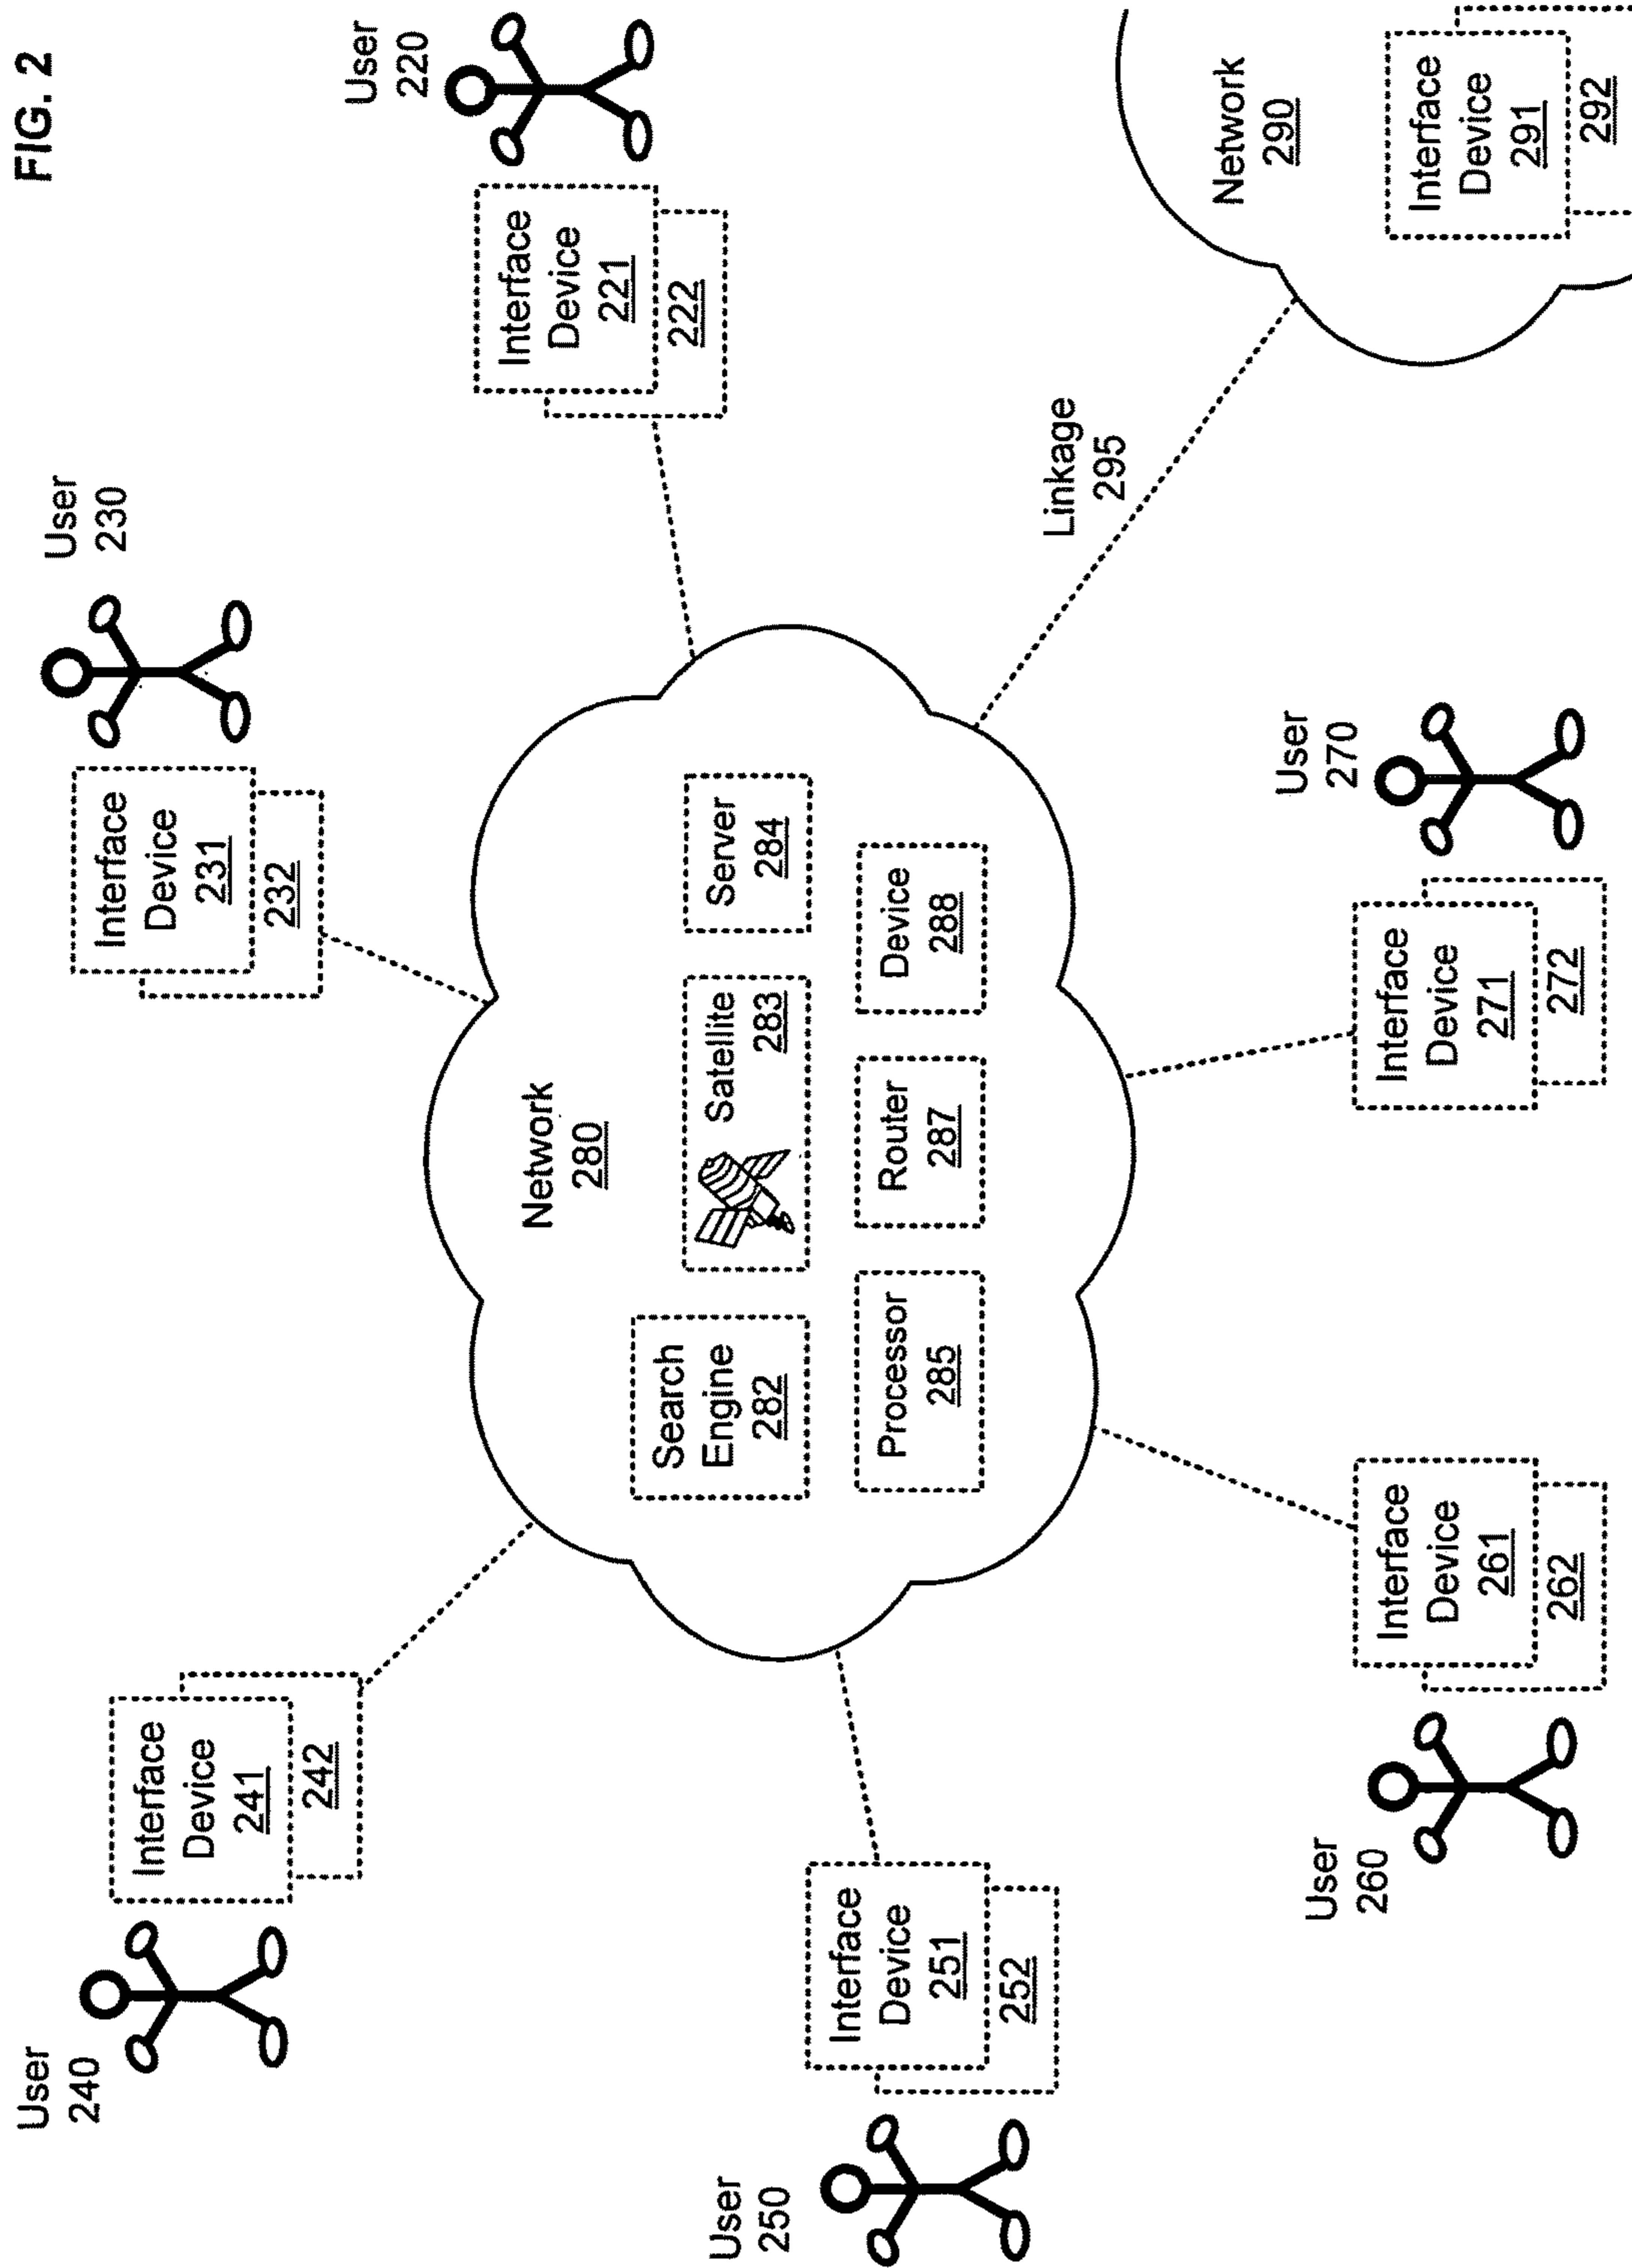 FIG. 2
User
240
Interface
Device
241
242
User
230
Interface
Device
231
232
User
220
Interface
Device
221
222
Network
280
Search
Engine
282
Satellite
283
Server
284
Processor
285
Router
287
Device
288
User
250
Interface
Device
251
252
Linkage
295
Network
290
Interface
Device
291
292
User
260
Interface
Device
261
262
User
270
Interface
Device
271
272